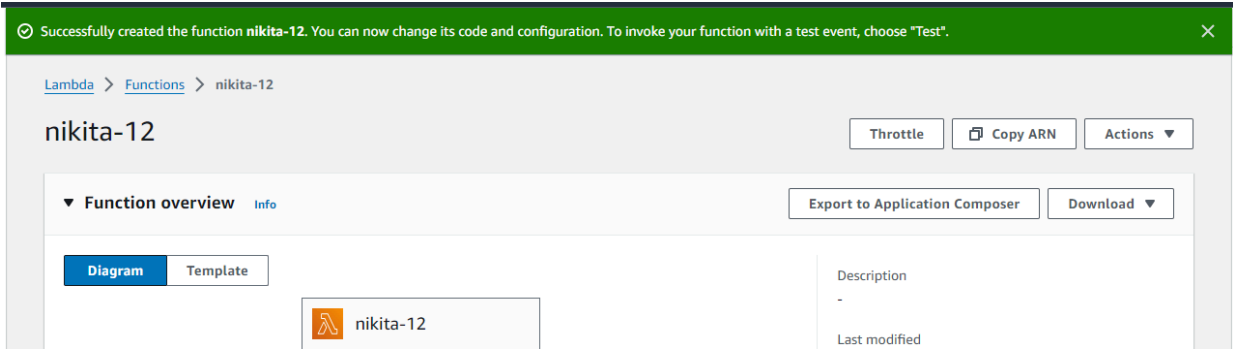 Successfully created the function nikita-12. You can now change its code and configuration. To invoke your function with a test event, choose "Test".
Lambda > Functions > nikita-12
nikita-12
Throttle
Copy ARN
Actions
Function overview Info
Export to Application Composer
Download
Diagram
Template
Description
-
nikita-12
Last modified